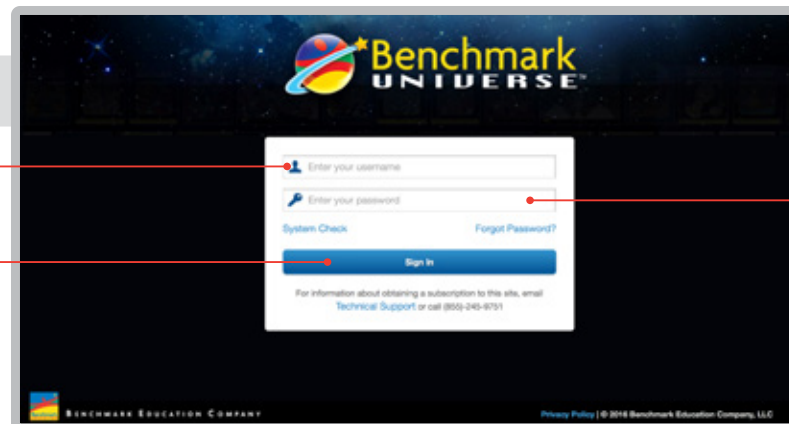 Benchmark
UNIVERSE™
Enter your username
Enter your password
System Check Forgot Password?
Sign In
For information about obtaining a subscription to this site, email
Technical Support or call (855)-245-9751
BENCHMARK EDUCATION COMPANY
Privacy Policy | © 2016 Benchmark Education Company, LLC